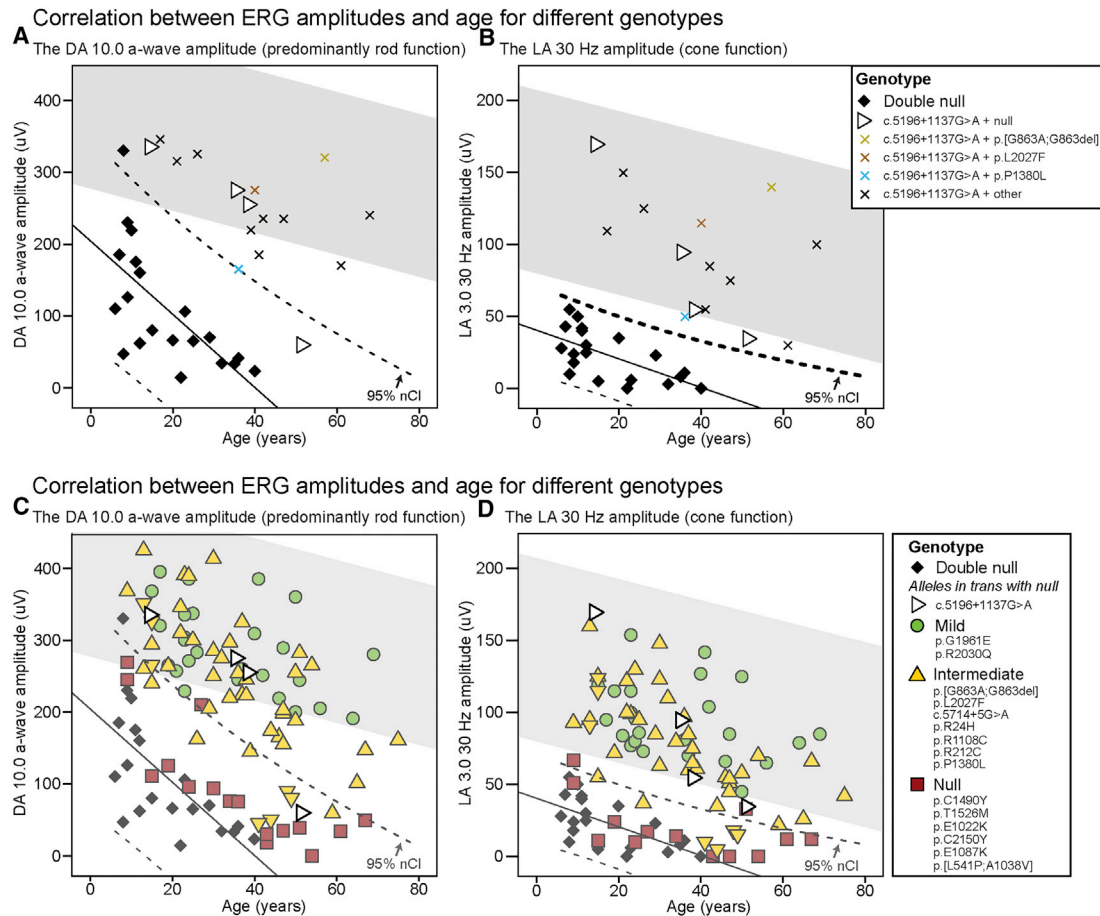 Correlation between ERG amplitudes and age for different genotypes
A The DA 10.0 a-wave amplitude (predominantly rod function)
DA 10.0 a-wave amplitude (uV)
400
300
200
100
0
95% nCI
0 20 40 60 80
Age (years)
B The LA 30 Hz amplitude (cone function)
LA 3.0 30 Hz amplitude (uV)
200
150
100
50
0
95% nCI
0 20 40 60 80
Age (years)
Genotype
Double null
c.5196+1137G>A + null
c.5196+1137G>A + p.[G863A;G863del]
c.5196+1137G>A + p.L2027F
c.5196+1137G>A + p.P1380L
c.5196+1137G>A + other
Correlation between ERG amplitudes and age for different genotypes
C The DA 10.0 a-wave amplitude (predominantly rod function)
DA 10.0 a-wave amplitude (uV)
400
300
200
100
0
95% nCI
0 20 40 60 80
Age (years)
D The LA 30 Hz amplitude (cone function)
LA 3.0 30 Hz amplitude (uV)
200
150
100
50
0
95% nCI
0 20 40 60 80
Age (years)
Genotype
Double null
Alleles in trans with null
c.5196+1137G>A
Mild
p.G1961E
p.R2030Q
Intermediate
p.[G863A;G863del]
p.L2027F
c.5714+5G>A
p.R24H
p.R1108C
p.R212C
p.P1380L
Null
p.C1490Y
p.T1526M
p.E1022K
p.C2150Y
p.E1087K
p.[L541P;A1038V]